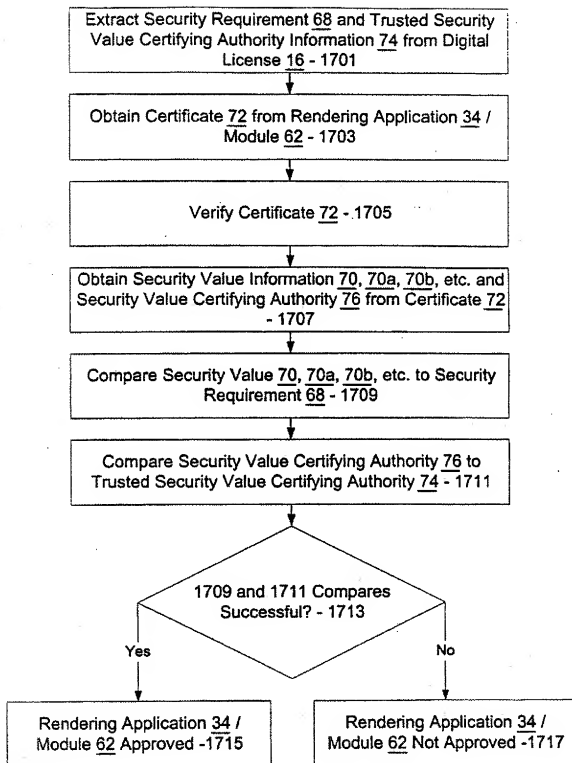 Extract Security Requirement 68 and Trusted Security
Value Certifying Authority Information 74 from Digital
License 16 - 1701
Obtain Certificate 72 from Rendering Application 34 /
Module 62 - 1703
Verify Certificate 72 - 1705
Obtain Security Value Information 70, 70a, 70b, etc. and
Security Value Certifying Authority 76 from Certificate 72
- 1707
Compare Security Value 70, 70a, 70b, etc. to Security
Requirement 68 - 1709
Compare Security Value Certifying Authority 76 to
Trusted Security Value Certifying Authority 74 - 1711
1709 and 1711 Compares
Successful? - 1713
Yes
No
Rendering Application 34 /
Module 62 Approved -1715
Rendering Application 34 /
Module 62 Not Approved -1717